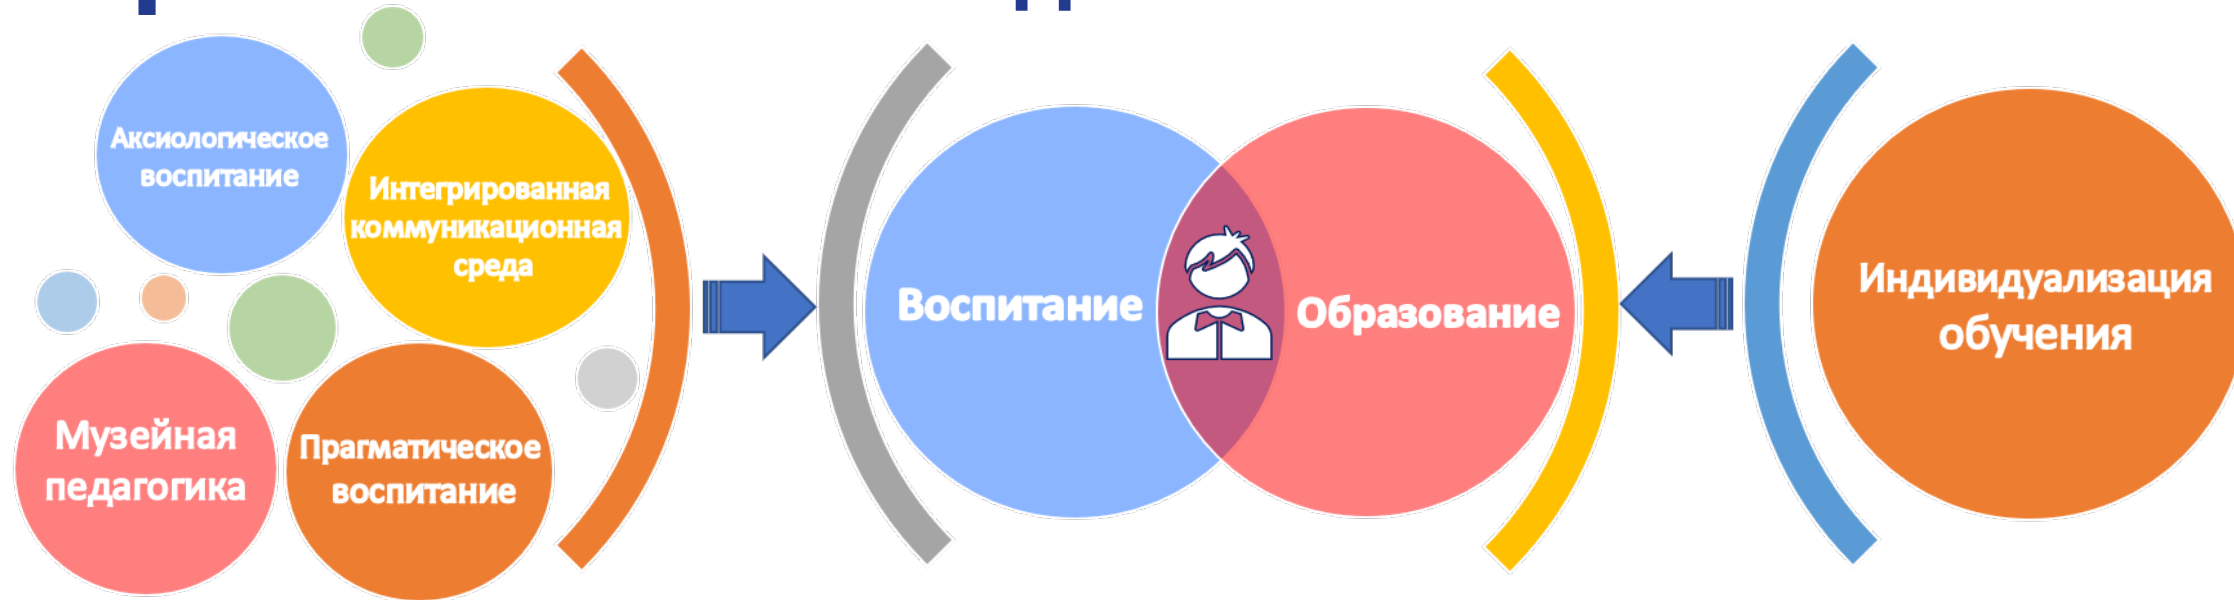 Аксиологическое
воспитание
Интегрированная
коммуникационная
среда
Музейная
педагогика
Прагматическое
воспитание
Воспитание
Образование
Индивидуализация
обучения